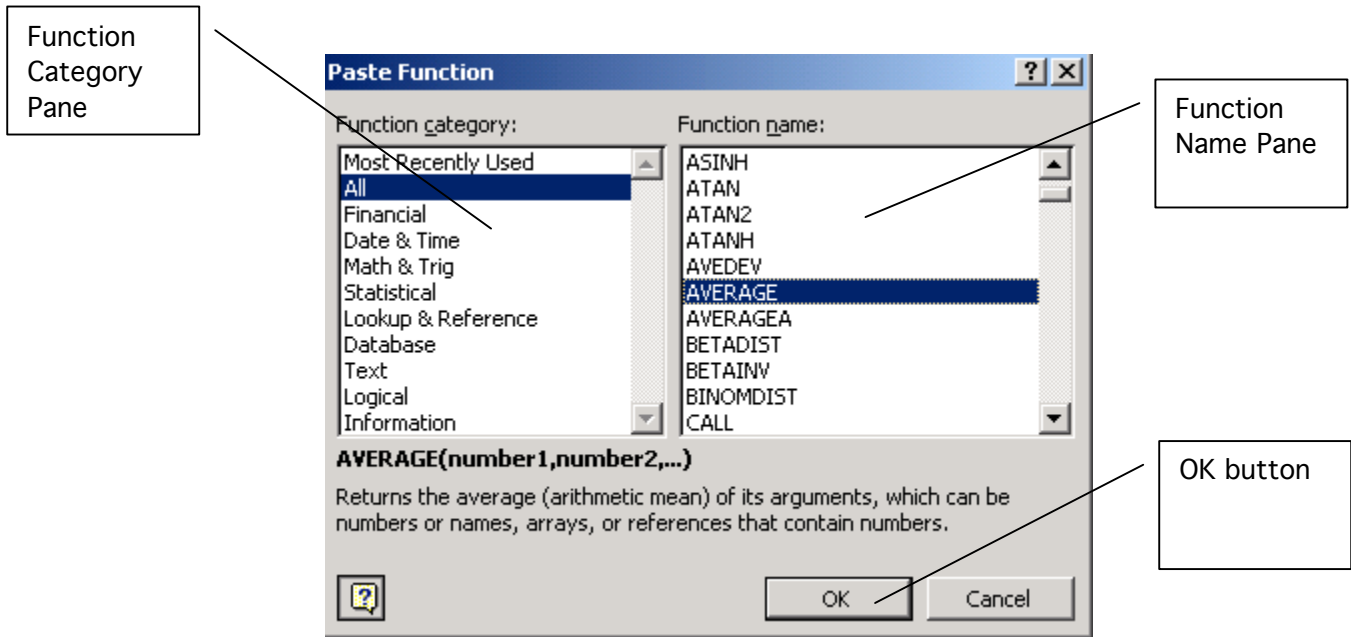 Function
Category
Pane
Paste Function
Function category:
Most Recently Used
All
Financial
Date & Time
Math & Trig
Statistical
Lookup & Reference
Database
Text
Logical
Information
Function name:
ASINH
ATAN
ATAN2
ATANH
AVEDEV
AVERAGE
AVERAGEA
BETADIST
BETAINV
BINOMDIST
CALL
Function
Name Pane
AVERAGE(number1,number2,...)
Returns the average (arithmetic mean) of its arguments, which can be
numbers or names, arrays, or references that contain numbers.
OK button
OK
Cancel